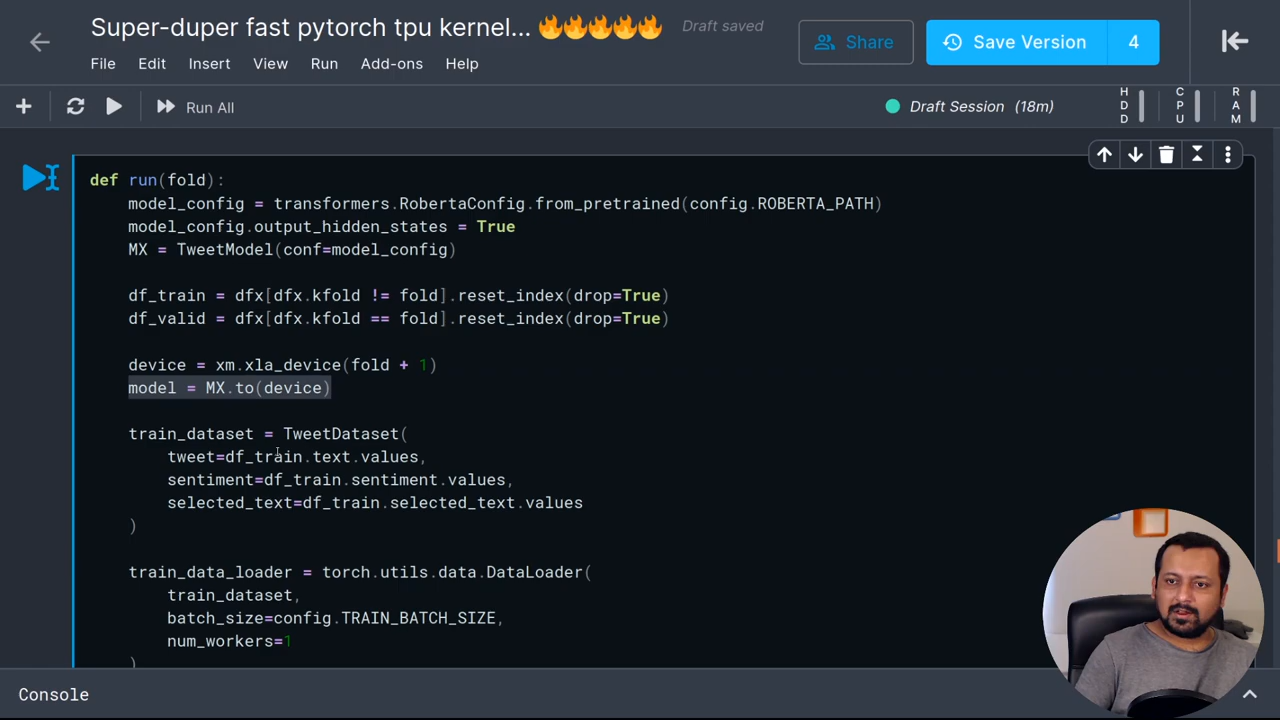 Super-duper fast pytorch tpu kernel... 🔥🔥🔥🔥🔥 Draft saved
Share
Save Version 4
File Edit Insert View Run Add-ons Help
Run All
Draft Session (18m)
HDD
CPU
RAM
def run(fold):
    model_config = transformers.RobertaConfig.from_pretrained(config.ROBERTA_PATH)
    model_config.output_hidden_states = True
    MX = TweetModel(conf=model_config)
    df_train = dfx[dfx.kfold != fold].reset_index(drop=True)
    df_valid = dfx[dfx.kfold == fold].reset_index(drop=True)
    device = xm.xla_device(fold + 1)
    model = MX.to(device)
    train_dataset = TweetDataset(
        tweet=df_train.text.values,
        sentiment=df_train.sentiment.values,
        selected_text=df_train.selected_text.values
    )
    train_data_loader = torch.utils.data.DataLoader(
        train_dataset,
        batch_size=config.TRAIN_BATCH_SIZE,
        num_workers=1
    )
Console